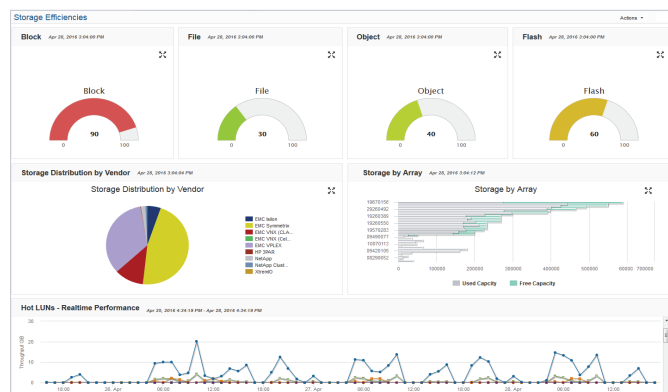 Storage Efficiencies
Actions
Block Apr 28, 2016 3:04:00 PM
File Apr 28, 2016 3:04:00 PM
Object Apr 28, 2016 3:04:00 PM
Flash Apr 28, 2016 3:04:00 PM
Block
90
0 100
File
30
0 100
Object
40
0 100
Flash
60
0 100
Storage Distribution by Vendor Apr 28, 2016 3:04:04 PM
Storage Distribution by Vendor
EMC Isilon
EMC Symmetrix
EMC VNX (CLA...
EMC VNX (Cel...
EMC VPLEX
HP 3PAR
NetApp
NetApp Clust...
XtremIO
Storage by Array Apr 28, 2016 3:04:12 PM
Storage by Array
0 100000 200000 300000 400000 500000 600000 700000
Used Capcity Free Capacity
Hot LUNs - Realtime Performance Apr 25, 2016 4:34:19 PM - Apr 28, 2016 4:34:19 PM
Througput GB
30
20
10
0
18:00 26. Apr 06:00 12:00 18:00 27. Apr 06:00 12:00 18:00 28. Apr 06:00 12:00